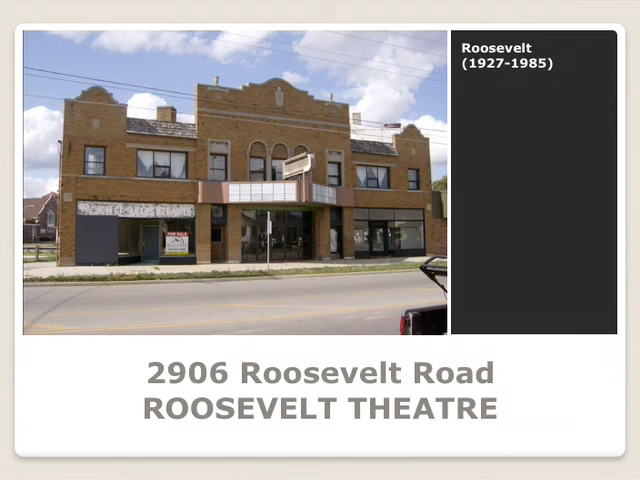 Roosevelt
(1927-1985)
FOR SALE
2906 Roosevelt Road
ROOSEVELT THEATRE